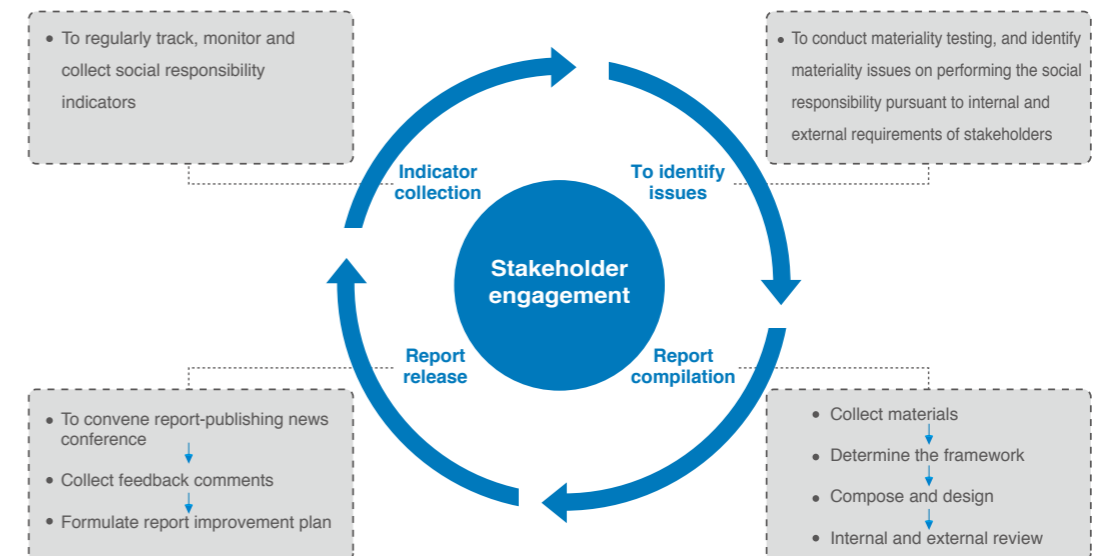 • To regularly track, monitor and
collect social responsibility
indicators
• To conduct materiality testing, and identify
materiality issues on performing the social
responsibility pursuant to internal and
external requirements of stakeholders
Indicator
collection
To identify
issues
Stakeholder
engagement
Report
release
Report
compilation
• To convene report-publishing news
conference
• Collect feedback comments
• Formulate report improvement plan
• Collect materials
• Determine the framework
• Compose and design
• Internal and external review